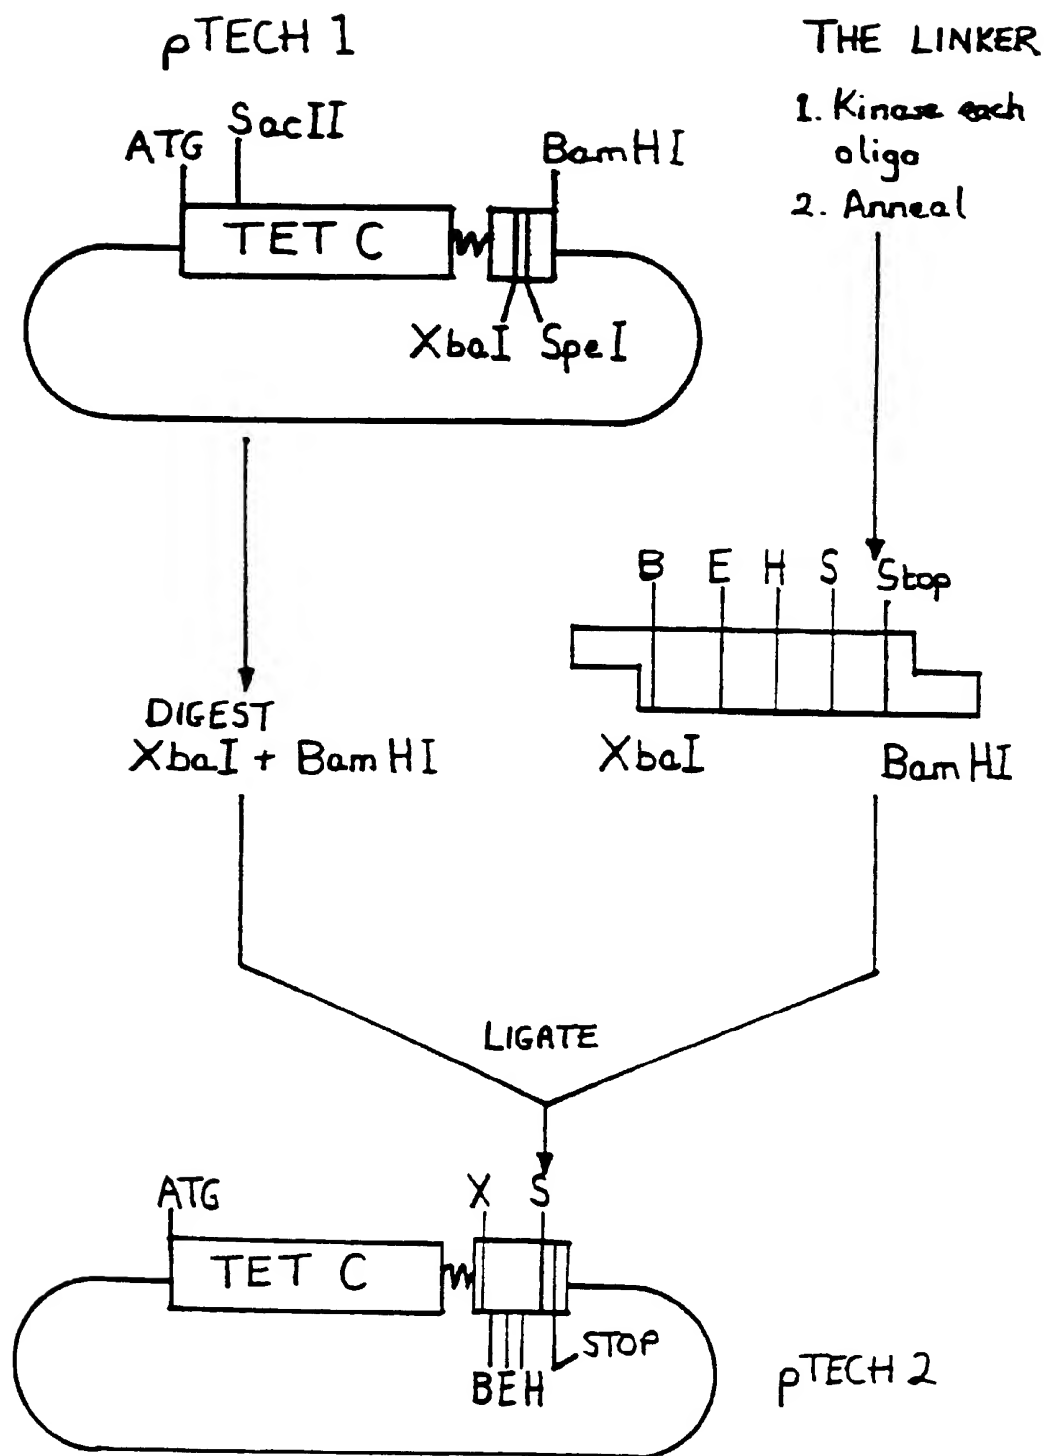 pTECH 1
THE LINKER
1. Kinase each
oligo
2. Anneal
ATG
SacII
BamHI
TET C
XbaI SpeI
B E H S Stop
XbaI
BamHI
DIGEST
XbaI + BamHI
LIGATE
ATG
X S
TET C
STOP
BEH
pTECH 2